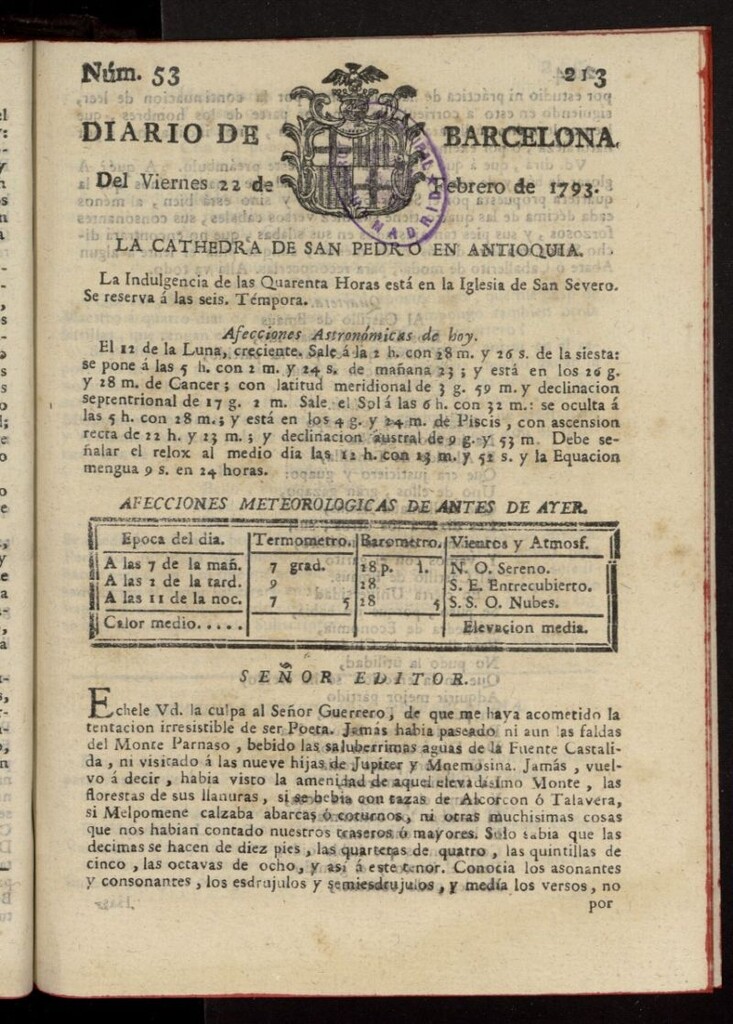 Núm. 53 213
DIARIO DE BARCELONA.
Del Viernes 22 de Febrero de 1793.
MADRID
LA CATHEDRA DE SAN PEDRO EN ANTIOQUIA.
La Indulgencia de las Quarenta Horas está en la Iglesia de San Severo.
Se reserva á las seis. Témpora.
Afecciones Astronómicas de hoy.
El 12 de la Luna, creciente. Sale á la 2 h. con 28 m. y 26 s. de la siesta:
se pone á las 5 h. con 2 m. y 24 s. de mañana 23; y está en los 26 g.
y 28 m. de Cancer; con latitud meridional de 3 g. 59 m. y declinacion
septentrional de 17 g. 2 m. Sale el Sol á las 6 h. con 32 m.: se oculta á
las 5 h. con 28 m.; y está en los 4 g. y 24 m. de Piscis, con ascension
recta de 22 h. y 23 m.; y declinacion austral de 9 g. y 53 m. Debe se-
ñalar el relox al medio dia las 12 h. con 13 m. y 52 s. y la Equacion
mengua 9 s. en 24 horas.
AFECCIONES METEOROLOGICAS DE ANTES DE AYER.
Epoca del dia. Termometro. Barometro. Vientos y Atmosf.
A las 7 de la mañ. 7 grad. 28 p. l. N. O. Sereno.
A las 2 de la tard. 9 28 S. E. Entrecubierto.
A las 11 de la noc. 7 5 28 5 S. S. O. Nubes.
Calor medio..... Elevacion media.
SEÑOR EDITOR.
Echele Vd. la culpa al Señor Guerrero, de que me haya acometido la
tentacion irresistible de ser Poeta. Jamás habia paseado ni aun las faldas
del Monte Parnaso, bebido las saluberrimas aguas de la Fuente Castali-
da, ni visitado á las nueve hijas de Jupiter y Mnemosina. Jamás, vuel-
vo á decir, habia visto la amenidad de aquel elevadisimo Monte, las
florestas de sus llanuras, si se bebia con tazas de Alcorcon ó Talavera,
si Melpomene calzaba abarcas ó coturnos, ni otras muchisimas cosas
que nos habian contado nuestros traseros ó mayores. Solo sabia que las
decimas se hacen de diez pies, las quartetas de quatro, las quintillas de
cinco, las octavas de ocho, y asi á este tenor. Conocia los asonantes
y consonantes, los esdrujulos y semiesdrujulos, y media los versos, no
por